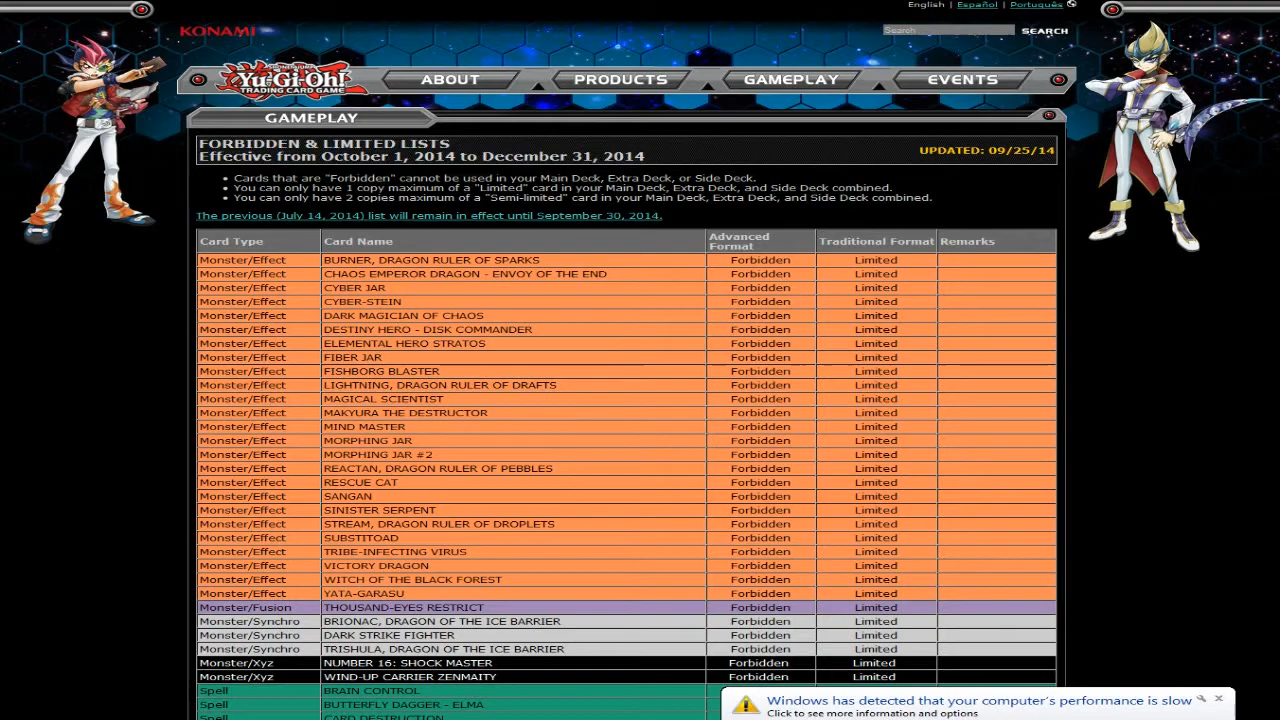 English | Español | Português
KONAMI
Search SEARCH
SHONEN JUMP'S
Yu-Gi-Oh!
TRADING CARD GAME
ABOUT PRODUCTS GAMEPLAY EVENTS
GAMEPLAY
FORBIDDEN & LIMITED LISTS
Effective from October 1, 2014 to December 31, 2014
UPDATED: 09/25/14
• Cards that are "Forbidden" cannot be used in your Main Deck, Extra Deck, or Side Deck.
• You can only have 1 copy maximum of a "Limited" card in your Main Deck, Extra Deck, and Side Deck combined.
• You can only have 2 copies maximum of a "Semi-limited" card in your Main Deck, Extra Deck, and Side Deck combined.
The previous (July 14, 2014) list will remain in effect until September 30, 2014.
Card Type Card Name Advanced Format Traditional Format Remarks
Monster/Effect BURNER, DRAGON RULER OF SPARKS Forbidden Limited
Monster/Effect CHAOS EMPEROR DRAGON - ENVOY OF THE END Forbidden Limited
Monster/Effect CYBER JAR Forbidden Limited
Monster/Effect CYBER-STEIN Forbidden Limited
Monster/Effect DARK MAGICIAN OF CHAOS Forbidden Limited
Monster/Effect DESTINY HERO - DISK COMMANDER Forbidden Limited
Monster/Effect ELEMENTAL HERO STRATOS Forbidden Limited
Monster/Effect FIBER JAR Forbidden Limited
Monster/Effect FISHBORG BLASTER Forbidden Limited
Monster/Effect LIGHTNING, DRAGON RULER OF DRAFTS Forbidden Limited
Monster/Effect MAGICAL SCIENTIST Forbidden Limited
Monster/Effect MAKYURA THE DESTRUCTOR Forbidden Limited
Monster/Effect MIND MASTER Forbidden Limited
Monster/Effect MORPHING JAR Forbidden Limited
Monster/Effect MORPHING JAR #2 Forbidden Limited
Monster/Effect REACTAN, DRAGON RULER OF PEBBLES Forbidden Limited
Monster/Effect RESCUE CAT Forbidden Limited
Monster/Effect SANGAN Forbidden Limited
Monster/Effect SINISTER SERPENT Forbidden Limited
Monster/Effect STREAM, DRAGON RULER OF DROPLETS Forbidden Limited
Monster/Effect SUBSTITOAD Forbidden Limited
Monster/Effect TRIBE-INFECTING VIRUS Forbidden Limited
Monster/Effect VICTORY DRAGON Forbidden Limited
Monster/Effect WITCH OF THE BLACK FOREST Forbidden Limited
Monster/Effect YATA-GARASU Forbidden Limited
Monster/Fusion THOUSAND-EYES RESTRICT Forbidden Limited
Monster/Synchro BRIONAC, DRAGON OF THE ICE BARRIER Forbidden Limited
Monster/Synchro DARK STRIKE FIGHTER Forbidden Limited
Monster/Synchro TRISHULA, DRAGON OF THE ICE BARRIER Forbidden Limited
Monster/Xyz NUMBER 16: SHOCK MASTER Forbidden Limited
Monster/Xyz WIND-UP CARRIER ZENMAITY Forbidden Limited
Spell BRAIN CONTROL
Spell BUTTERFLY DAGGER - ELMA
Spell CARD DESTRUCTION
Windows has detected that your computer's performance is slow
Click to see more information and options